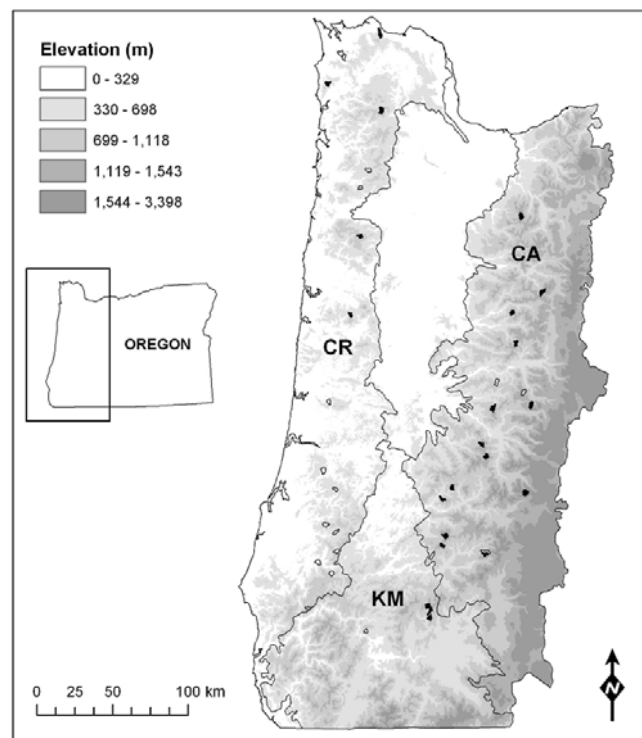 Elevation (m)
0 - 329
330 - 698
699 - 1,118
1,119 - 1,543
1,544 - 3,398
OREGON
CA
CR
KM
0 25 50 100 km
N